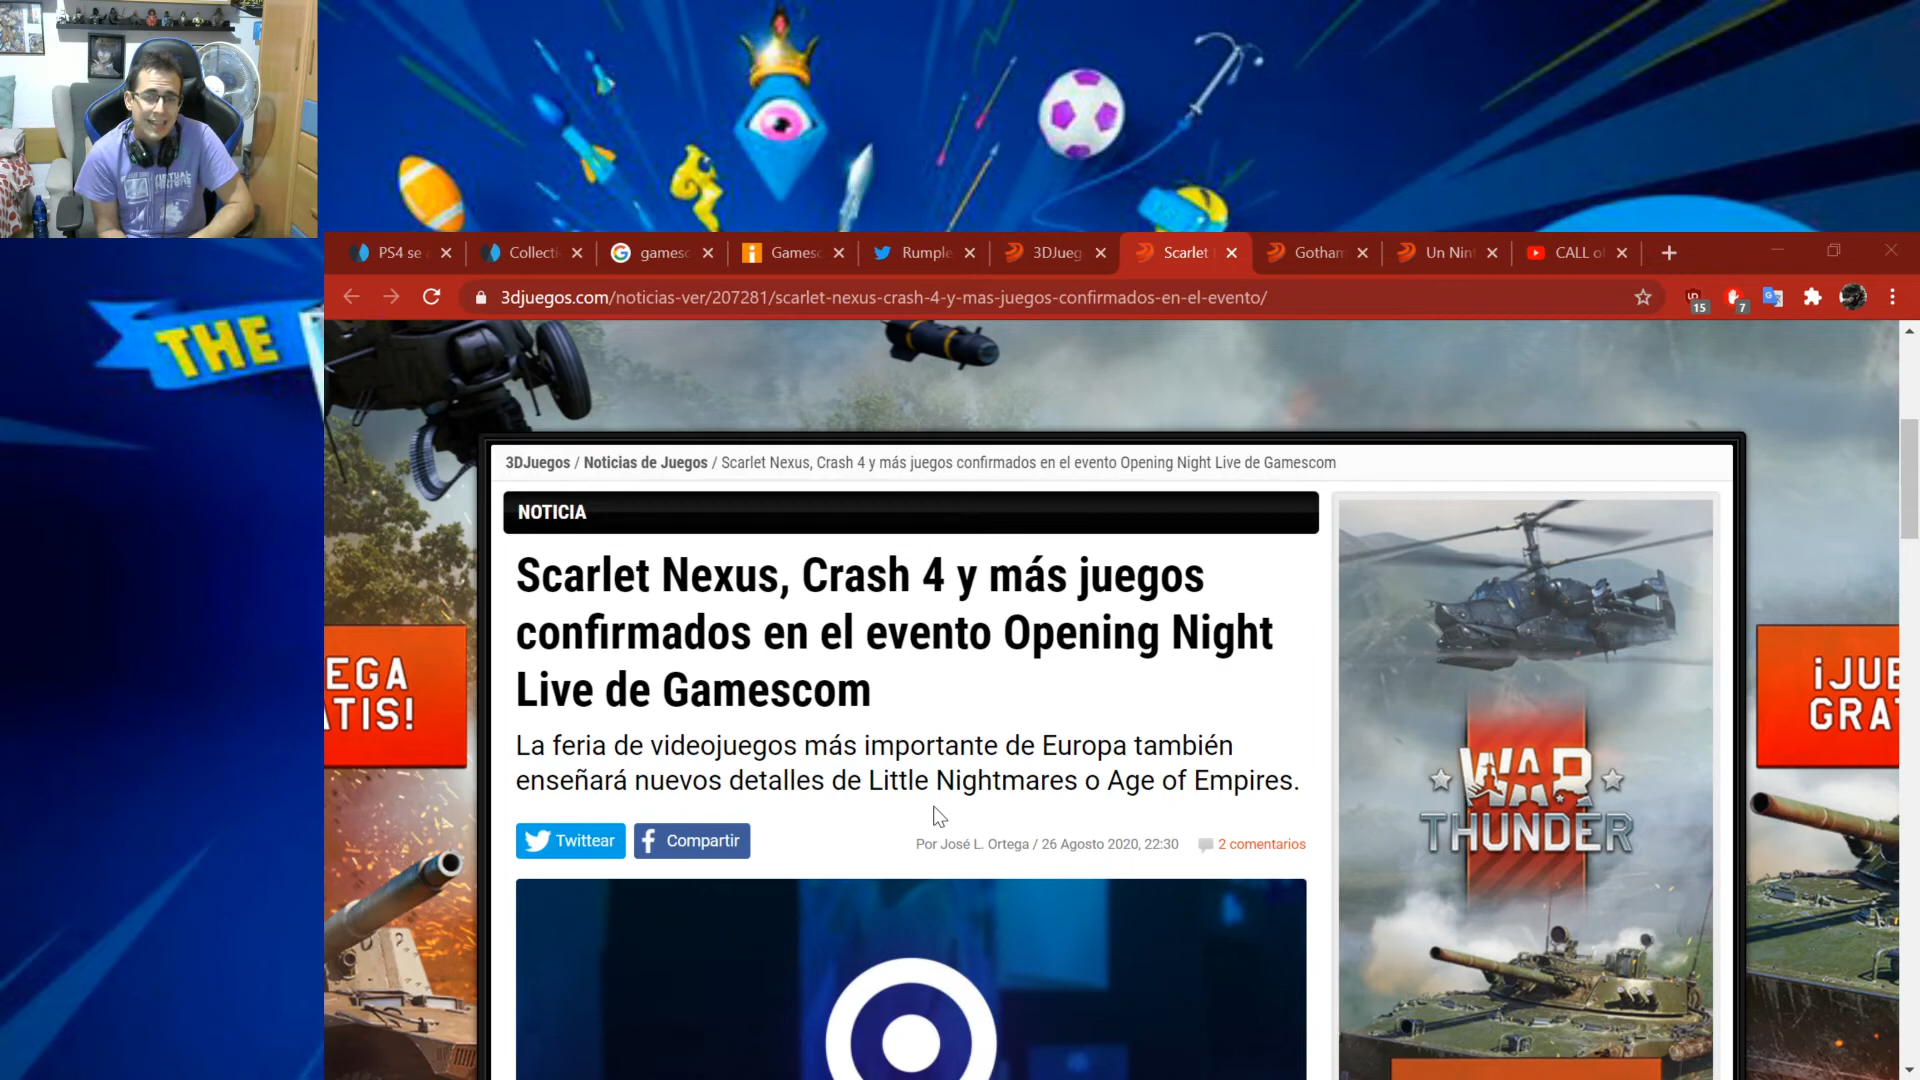 THE
PS4 se
Collecti
gamesc
Gamesc
Rumple
3DJueg
Scarlet
Gotham
Un Nin
CALL of
3djuegos.com/noticias-ver/207281/scarlet-nexus-crash-4-y-mas-juegos-confirmados-en-el-evento/
15
7
3DJuegos / Noticias de Juegos / Scarlet Nexus, Crash 4 y más juegos confirmados en el evento Opening Night Live de Gamescom
NOTICIA
Scarlet Nexus, Crash 4 y más juegos
confirmados en el evento Opening Night
Live de Gamescom
La feria de videojuegos más importante de Europa también
enseñará nuevos detalles de Little Nightmares o Age of Empires.
Twittear
Compartir
Por José L. Ortega / 26 Agosto 2020, 22:30
2 comentarios
EGA
ATIS!
WAR
THUNDER
¡JUE
GRAT